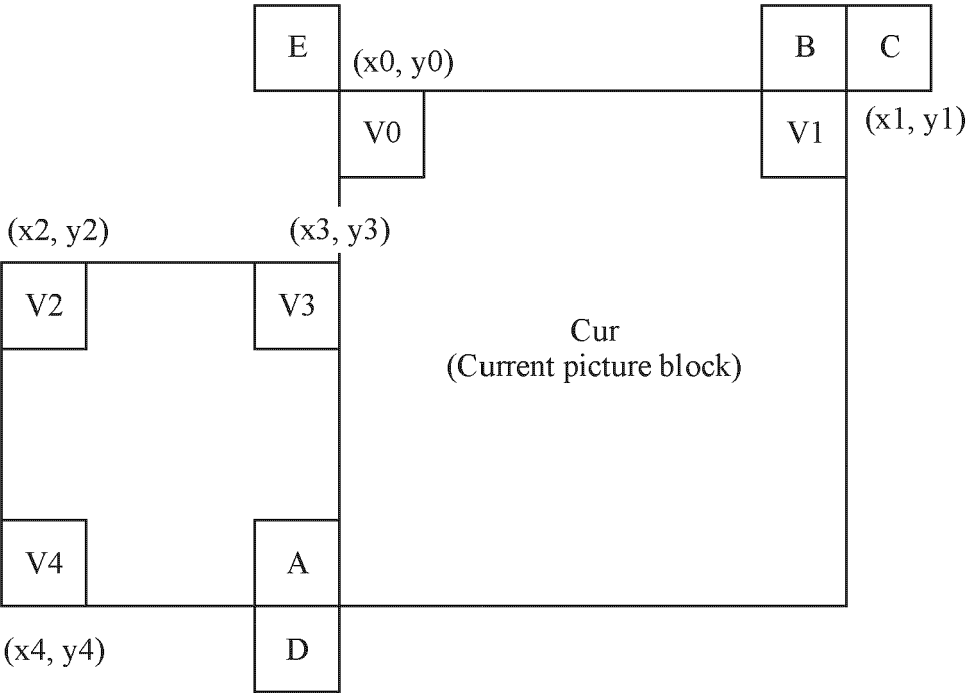 E
B
C
(x0, y0)
V0
V1
(x1, y1)
(x2, y2)
(x3, y3)
V2
V3
Cur
(Current picture block)
V4
A
(x4, y4)
D